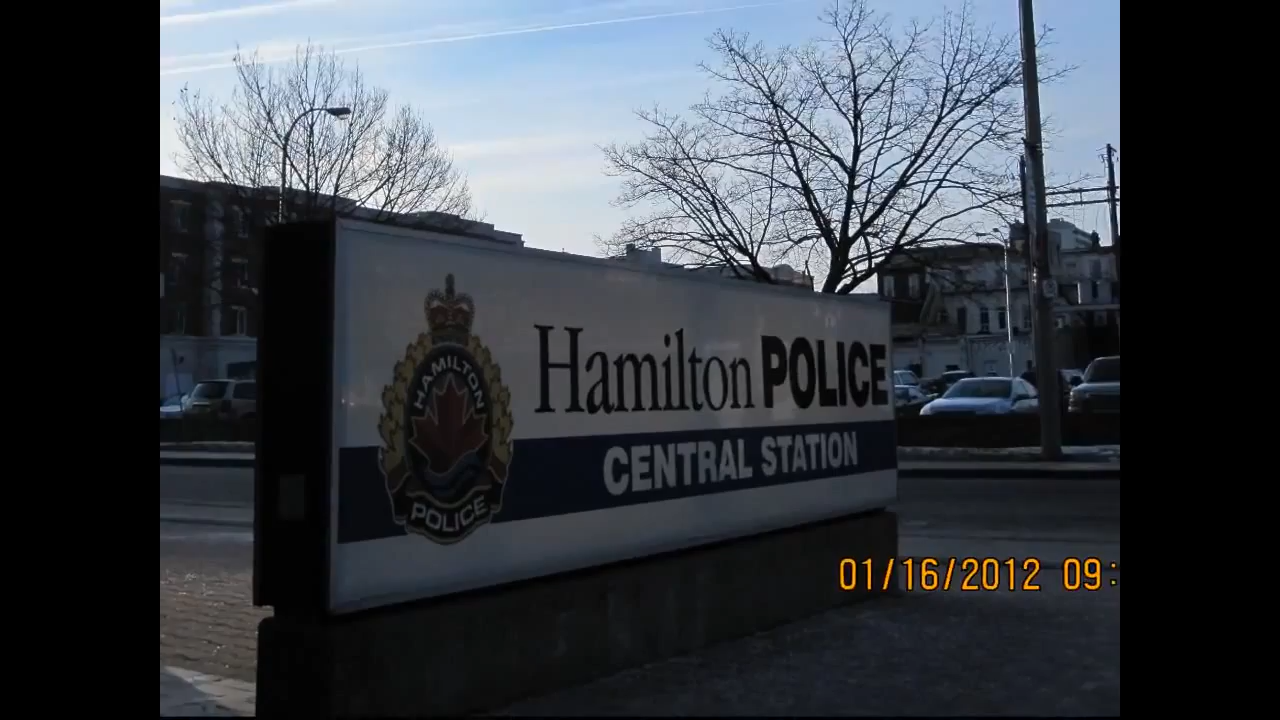 HAMILTON
POLICE
Hamilton POLICE
CENTRAL STATION
01/16/2012 09: